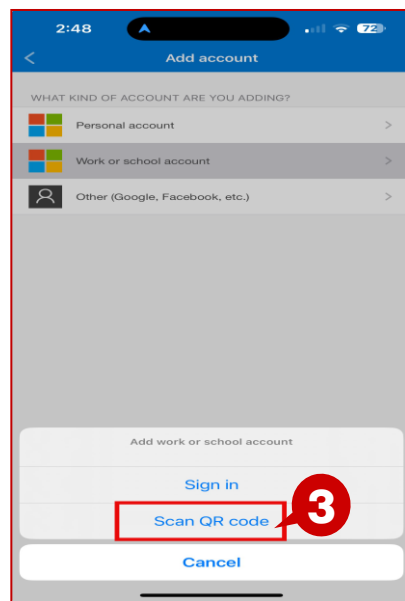 2:48 72
Add account
WHAT KIND OF ACCOUNT ARE YOU ADDING?
Personal account
Work or school account
Other (Google, Facebook, etc.)
Add work or school account
Sign in
Scan QR code
3
Cancel